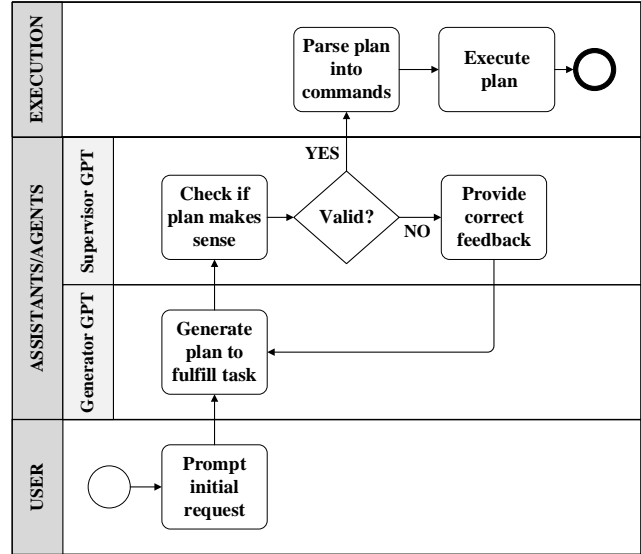 EXECUTION
Parse plan
into
commands
Execute
plan
ASSISTANTS/AGENTS
Supervisor GPT
YES
Check if
plan makes
sense
Valid?
NO
Provide
correct
feedback
Generator GPT
Generate
plan to
fulfill task
USER
Prompt
initial
request